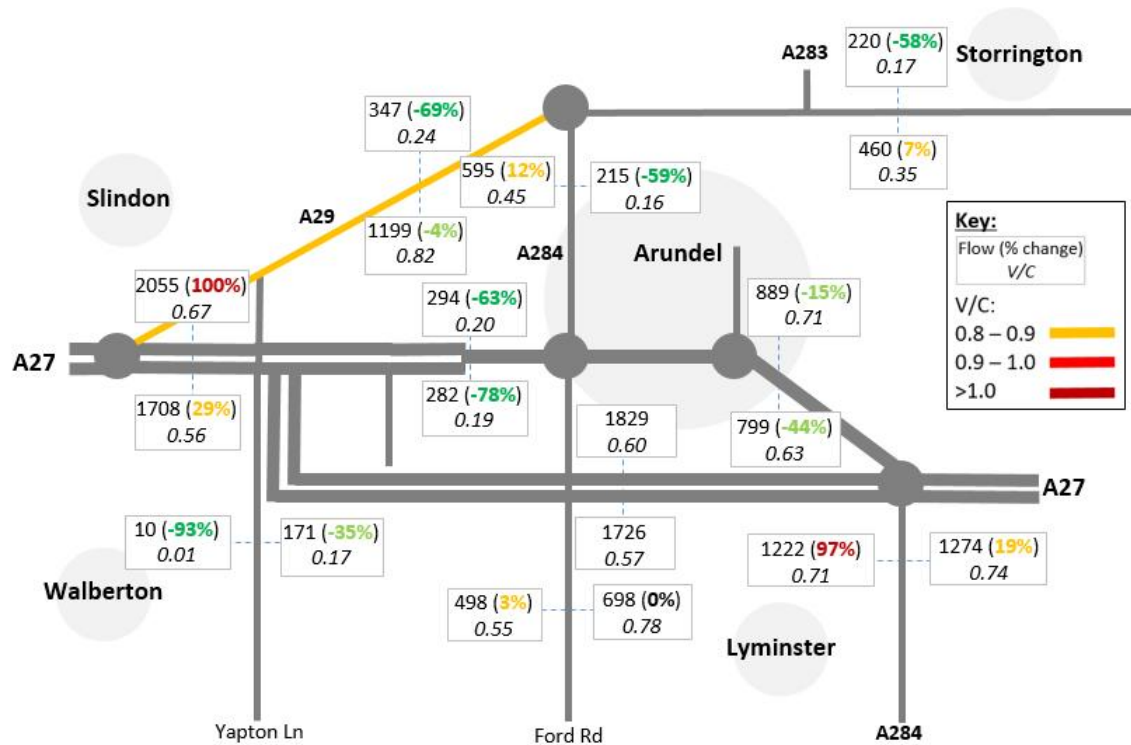 A283
220 (-58%)
0.17
Storrington
347 (-69%)
0.24
460 (7%)
0.35
595 (12%)
0.45
215 (-59%)
0.16
Slindon
A29
1199 (-4%)
0.82
A284
Arundel
Key:
Flow (% change)
V/C
V/C:
0.8 – 0.9
0.9 – 1.0
>1.0
2055 (100%)
0.67
294 (-63%)
0.20
889 (-15%)
0.71
A27
282 (-78%)
0.19
1708 (29%)
0.56
1829
0.60
799 (-44%)
0.63
A27
10 (-93%)
0.01
171 (-35%)
0.17
1726
0.57
1222 (97%)
0.71
1274 (19%)
0.74
Walberton
498 (3%)
0.55
698 (0%)
0.78
Lyminster
Yapton Ln
Ford Rd
A284